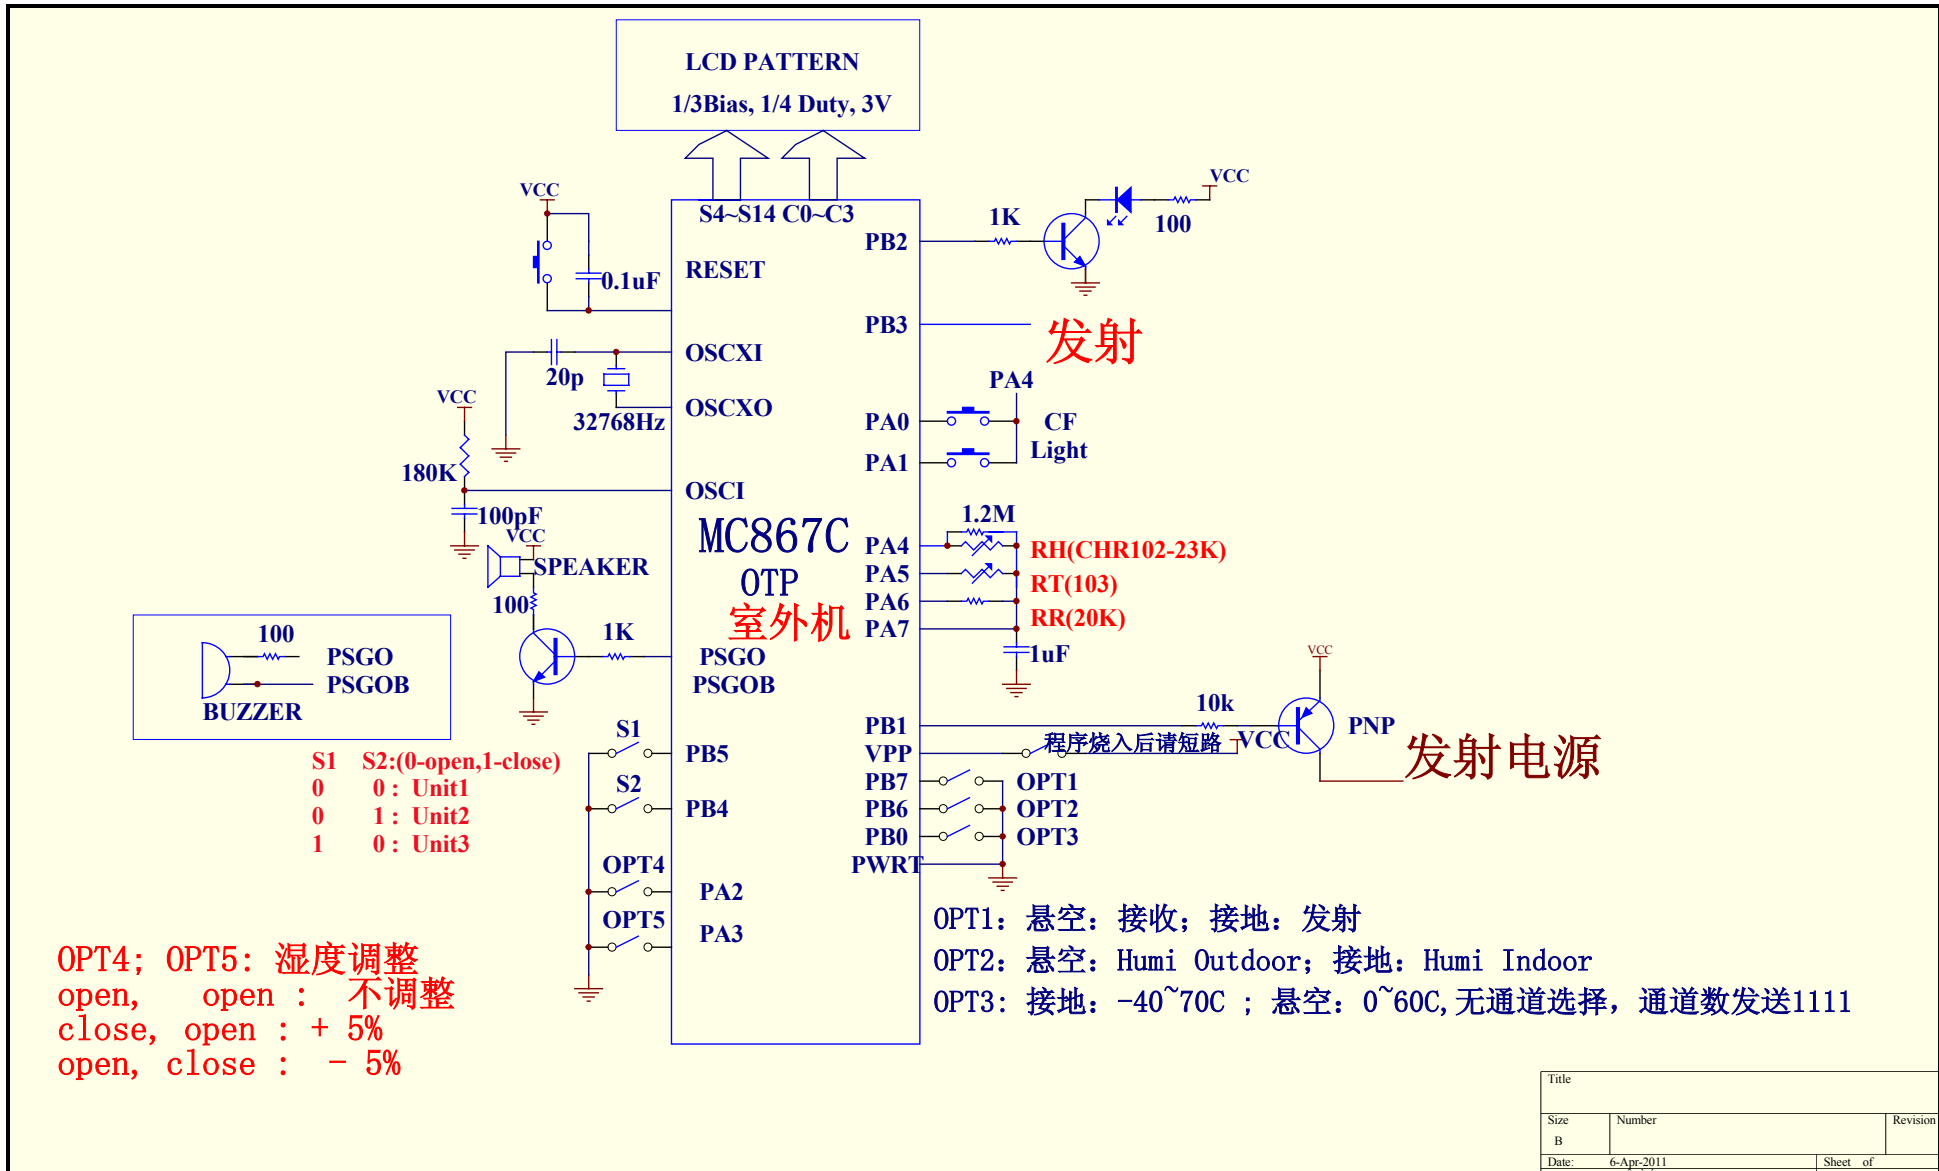 LCD PATTERN
1/3Bias, 1/4 Duty, 3V
VCC
S4~S14 C0~C3
RESET
0.1uF
OSCXI
20p
32768Hz
OSCXO
VCC
180K
OSCI
100pF
VCC
SPEAKER
100
1K
PSGO
PSGOB
100
PSGO
PSGOB
BUZZER
MC867C
OTP
室外机
PB2
1K
100
VCC
PB3
发射
PA4
PA0
CF
Light
PA1
1.2M
PA4
RH(CHR102-23K)
PA5
RT(103)
PA6
RR(20K)
PA7
1uF
VCC
10k
PB1
PNP
VPP
程序烧入后请短路
VCC
发射电源
PB7
OPT1
PB6
OPT2
PB0
OPT3
PWRT
S1
PB5
S2
PB4
OPT4
PA2
OPT5
PA3
S1 S2:(0-open,1-close)
0 0 : Unit1
0 1 : Unit2
1 0 : Unit3
OPT4; OPT5: 湿度调整
open, open : 不调整
close, open : + 5%
open, close : - 5%
OPT1: 悬空: 接收; 接地: 发射
OPT2: 悬空: Humi Outdoor; 接地: Humi Indoor
OPT3: 接地: -40~70C ; 悬空: 0~60C,无通道选择, 通道数发送1111
Title
Size
Number
Revision
B
Date:
6-Apr-2011
Sheet of